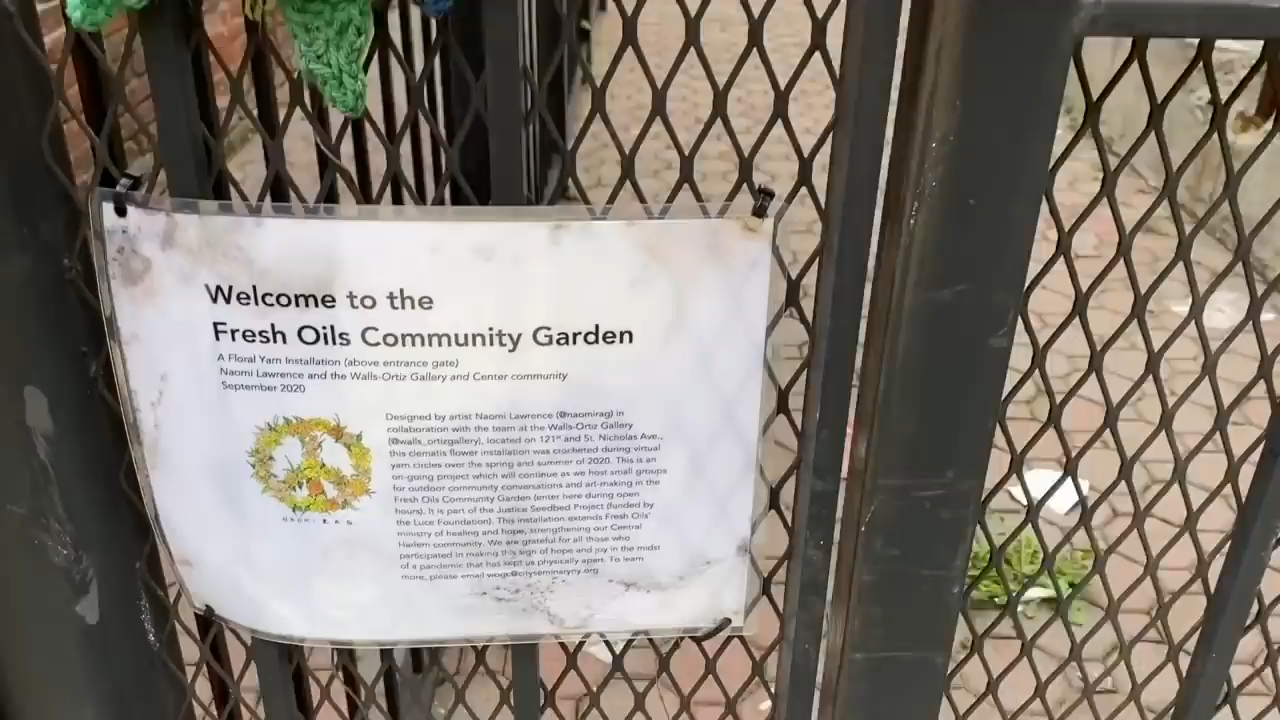 Welcome to the
Fresh Oils Community Garden
A Floral Yarn Installation (above entrance gate)
Naomi Lawrence and the Walls-Ortiz Gallery and Center community
September 2020
Designed by artist Naomi Lawrence (@naomirag) in
collaboration with the team at the Walls-Ortiz Gallery
(@walls_ortizgallery), located on 121st and St. Nicholas Ave.,
this clematis flower installation was crocheted during virtual
yarn circles over the spring and summer of 2020. This is an
on-going project which will continue as we host small groups
for outdoor community conversations and art-making in the
Fresh Oils Community Garden (enter here during open
hours). It is part of the Justice Seedbed Project (funded by
the Luce Foundation). This installation extends Fresh Oils'
ministry of healing and hope, strengthening our Central
Harlem community. We are grateful for all those who
participated in making this sign of hope and joy in the midst
of a pandemic that has kept us physically apart. To learn
more, please email wogc@cityseminaryny.org
NAOMI R A G